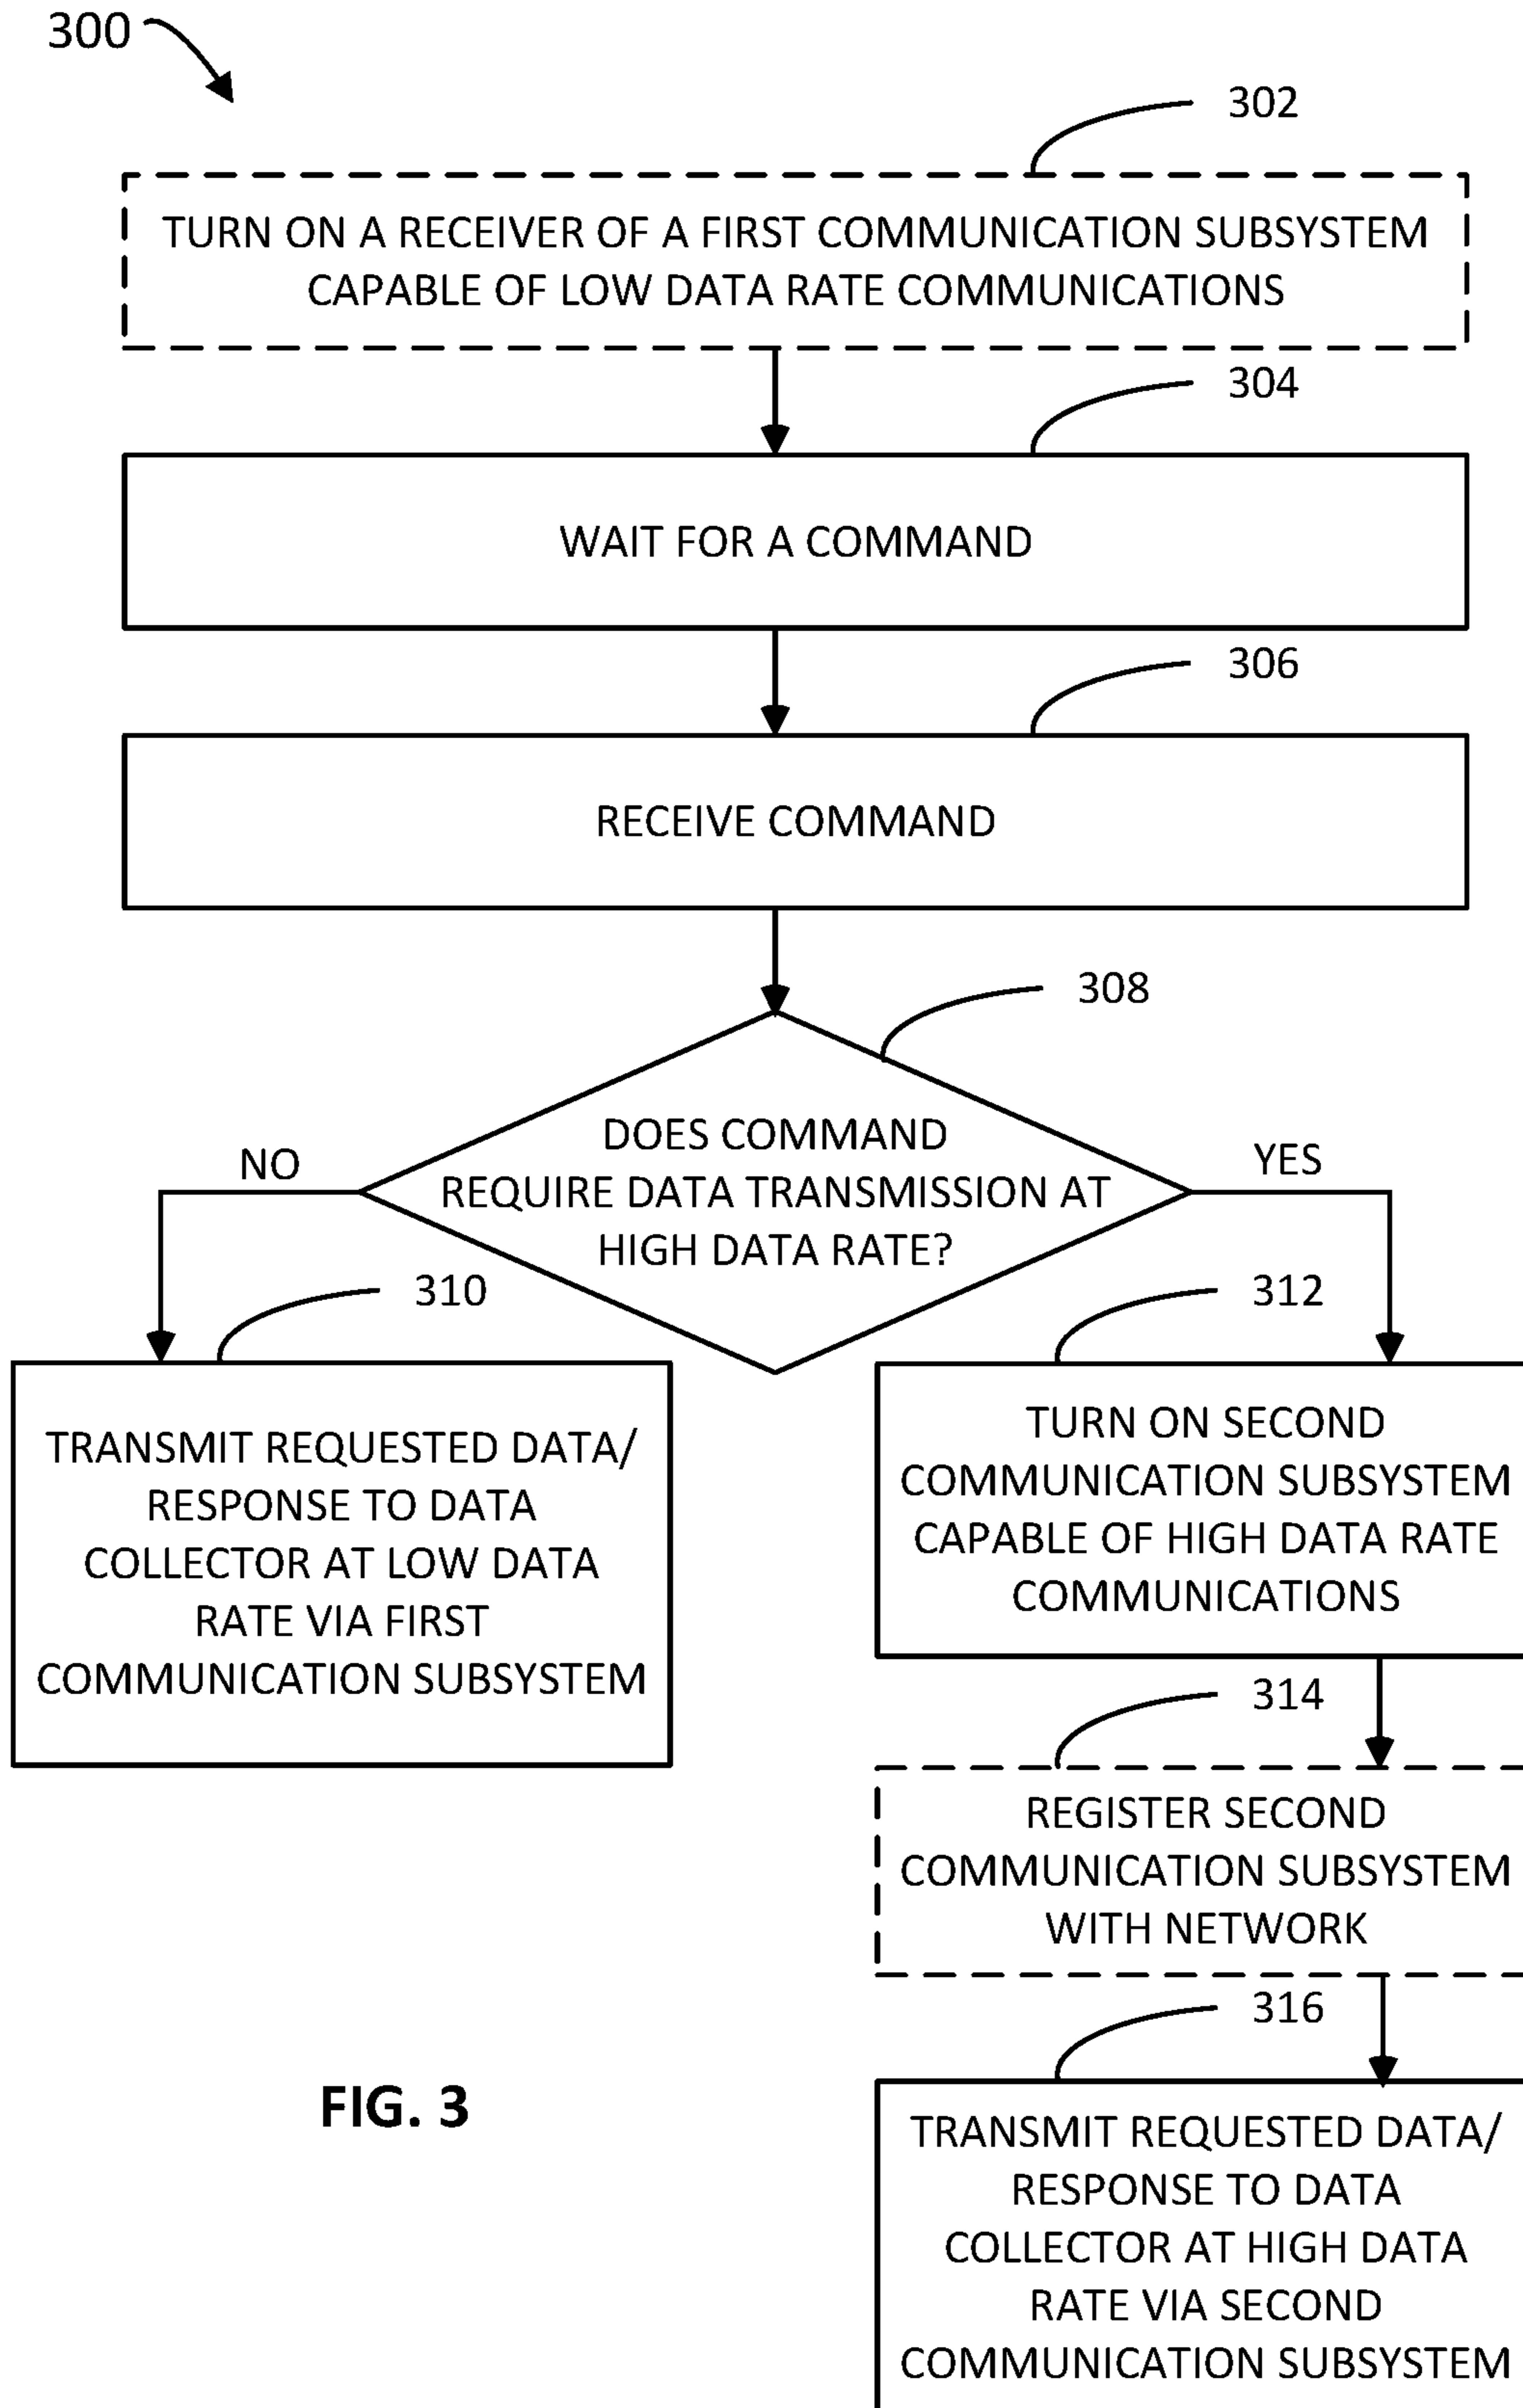 300
302
TURN ON A RECEIVER OF A FIRST COMMUNICATION SUBSYSTEM
CAPABLE OF LOW DATA RATE COMMUNICATIONS
304
WAIT FOR A COMMAND
306
RECEIVE COMMAND
308
DOES COMMAND
REQUIRE DATA TRANSMISSION AT
HIGH DATA RATE?
NO
YES
310
TRANSMIT REQUESTED DATA/
RESPONSE TO DATA
COLLECTOR AT LOW DATA
RATE VIA FIRST
COMMUNICATION SUBSYSTEM
312
TURN ON SECOND
COMMUNICATION SUBSYSTEM
CAPABLE OF HIGH DATA RATE
COMMUNICATIONS
314
REGISTER SECOND
COMMUNICATION SUBSYSTEM
WITH NETWORK
316
TRANSMIT REQUESTED DATA/
RESPONSE TO DATA
COLLECTOR AT HIGH DATA
RATE VIA SECOND
COMMUNICATION SUBSYSTEM
FIG. 3